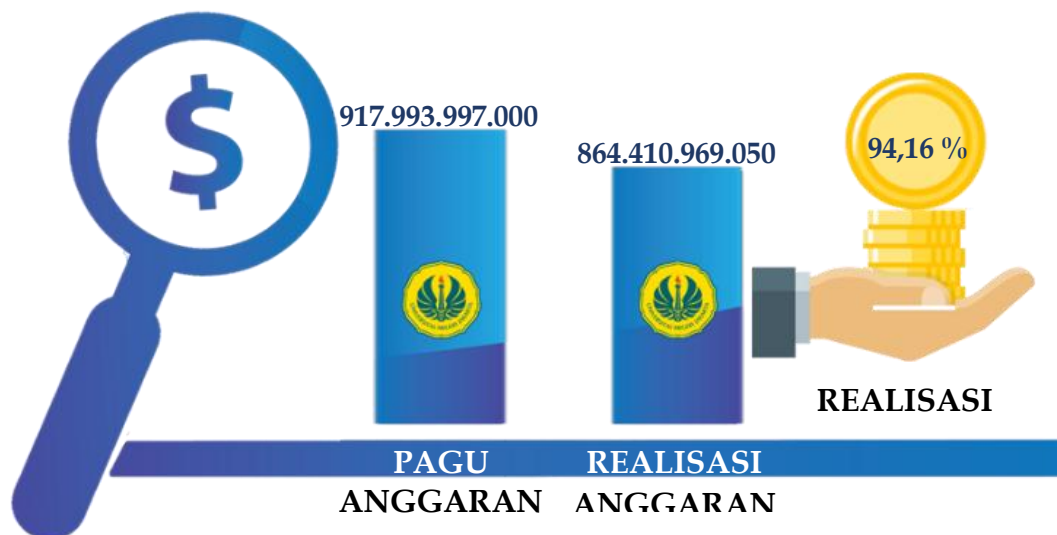 $
917.993.997.000
864.410.969.050
94,16 %
REALISASI
PAGU
ANGGARAN
REALISASI
ANGGARAN